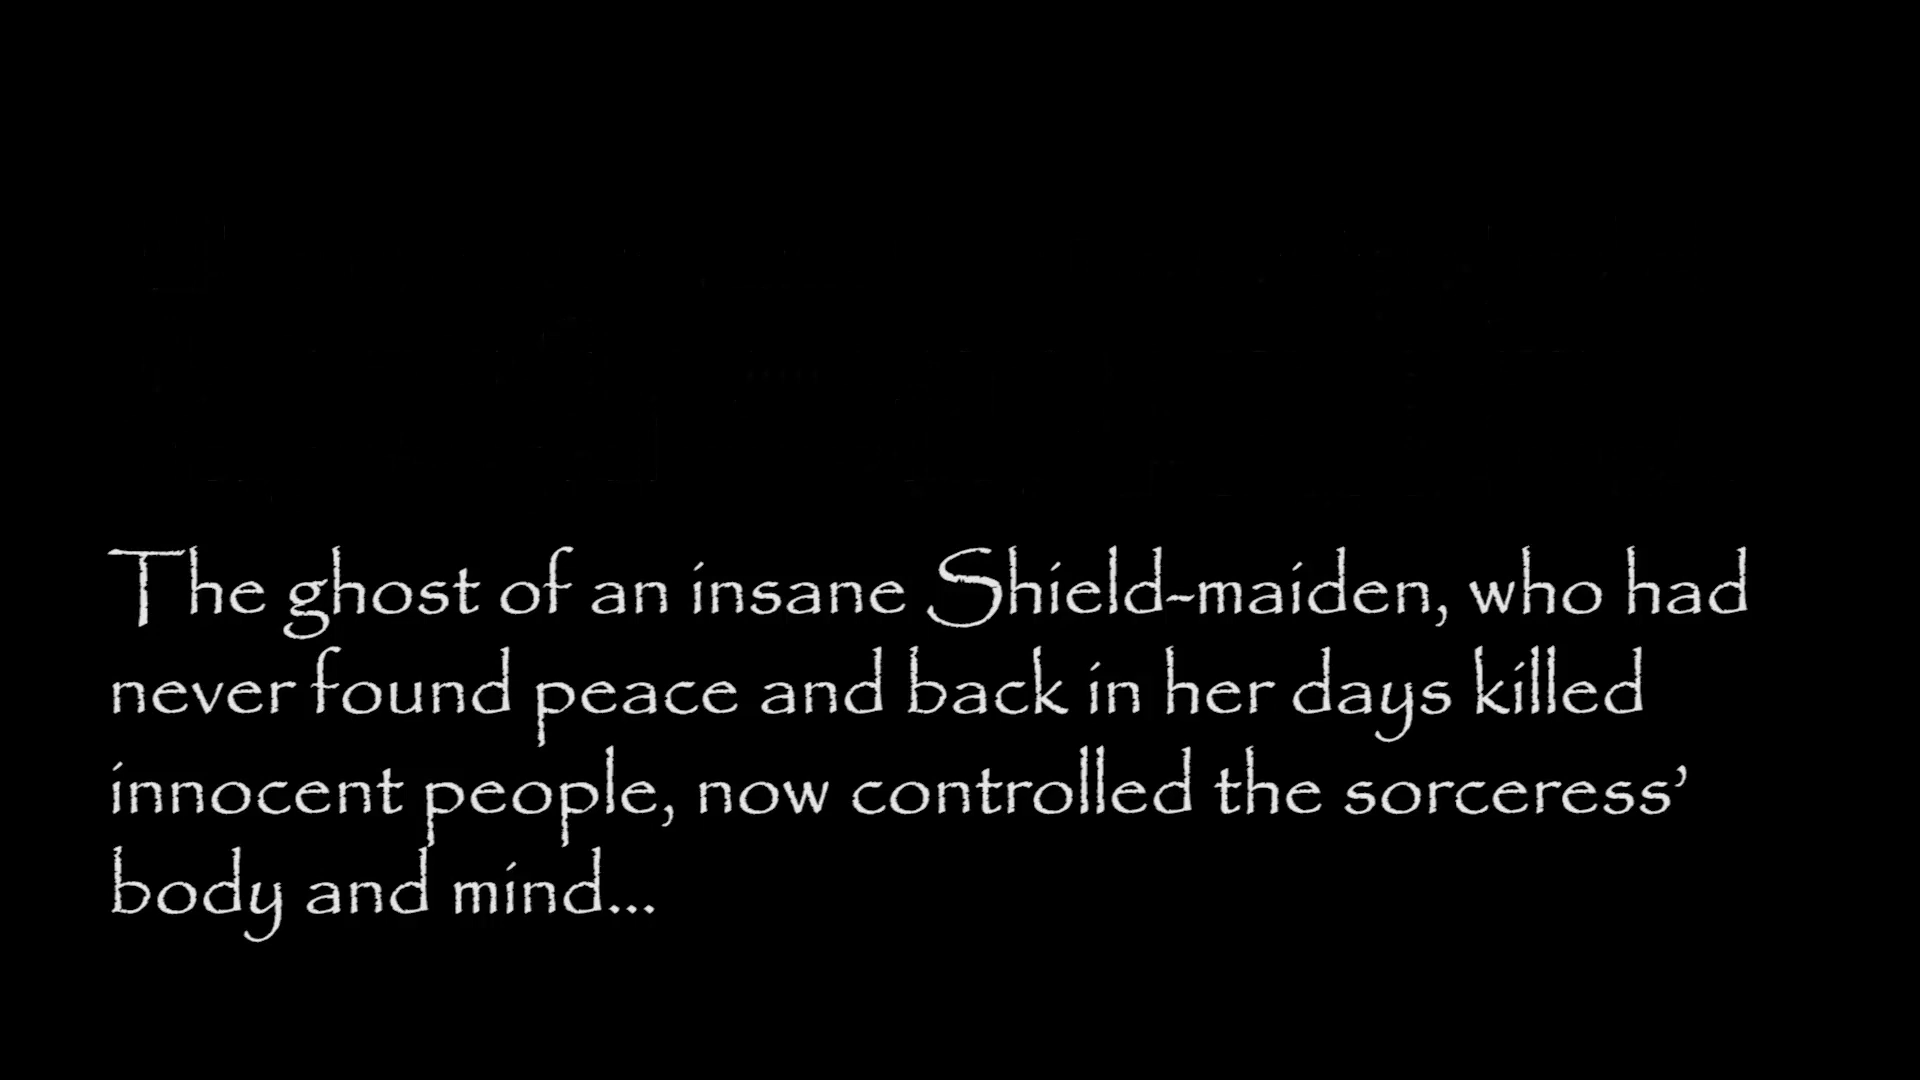 The ghost of an insane Shield-maiden, who had
never found peace and back in her days killed
innocent people, now controlled the sorceress’
body and mind...